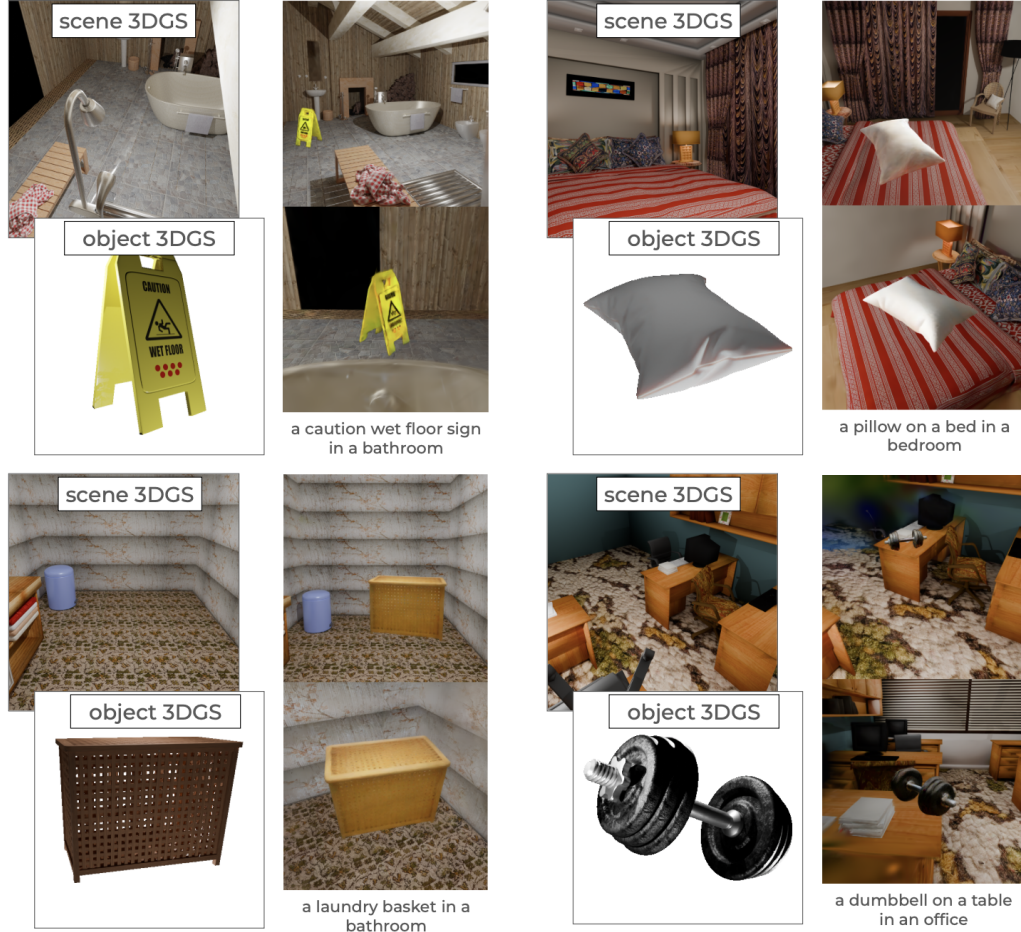 scene 3DGS
object 3DGS
CAUTION
WET FLOOR
a caution wet floor sign
in a bathroom
scene 3DGS
object 3DGS
a pillow on a bed in a
bedroom
scene 3DGS
object 3DGS
a laundry basket in a
bathroom
scene 3DGS
object 3DGS
a dumbbell on a table
in an office